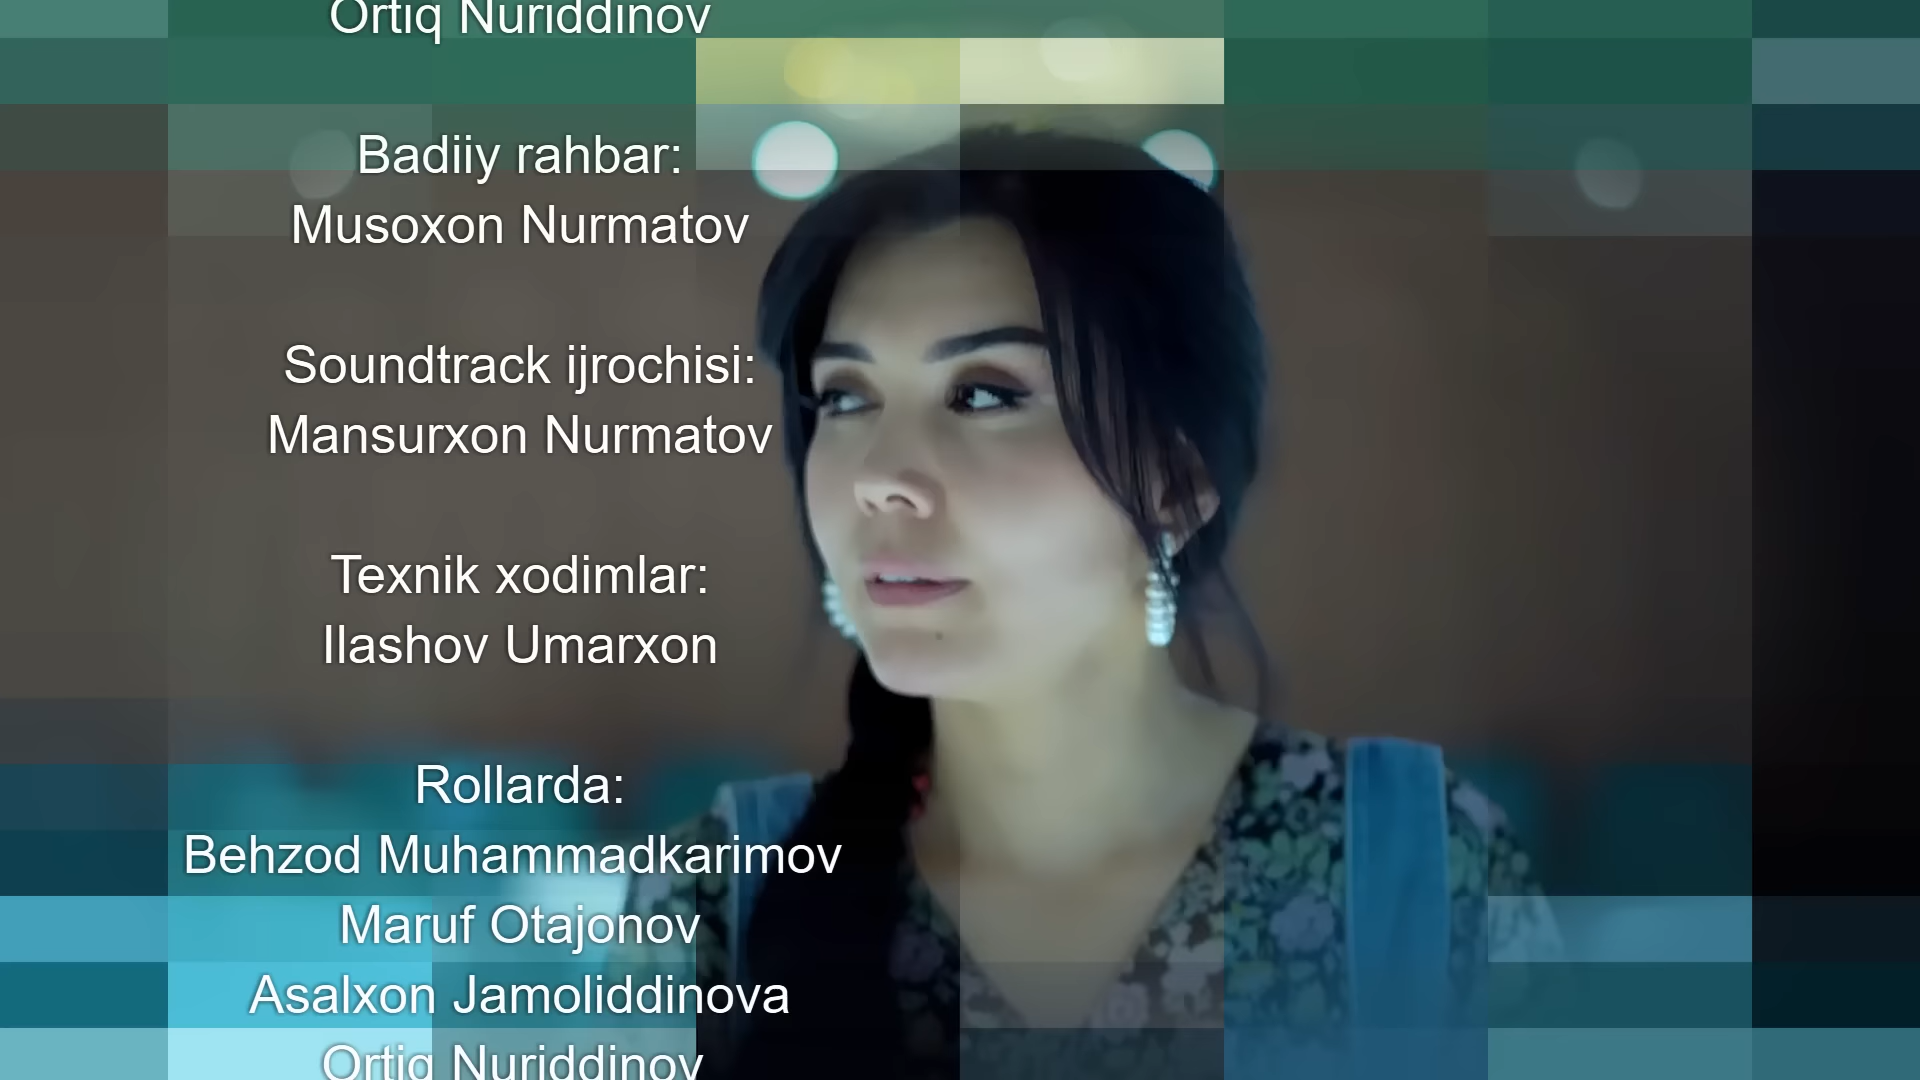 Ortiq Nuriddinov
Badiiy rahbar:
Musoxon Nurmatov
Soundtrack ijrochisi:
Mansurxon Nurmatov
Texnik xodimlar:
Ilashov Umarxon
Rollarda:
Behzod Muhammadkarimov
Maruf Otajonov
Asalxon Jamoliddinova
Ortiq Nuriddinov